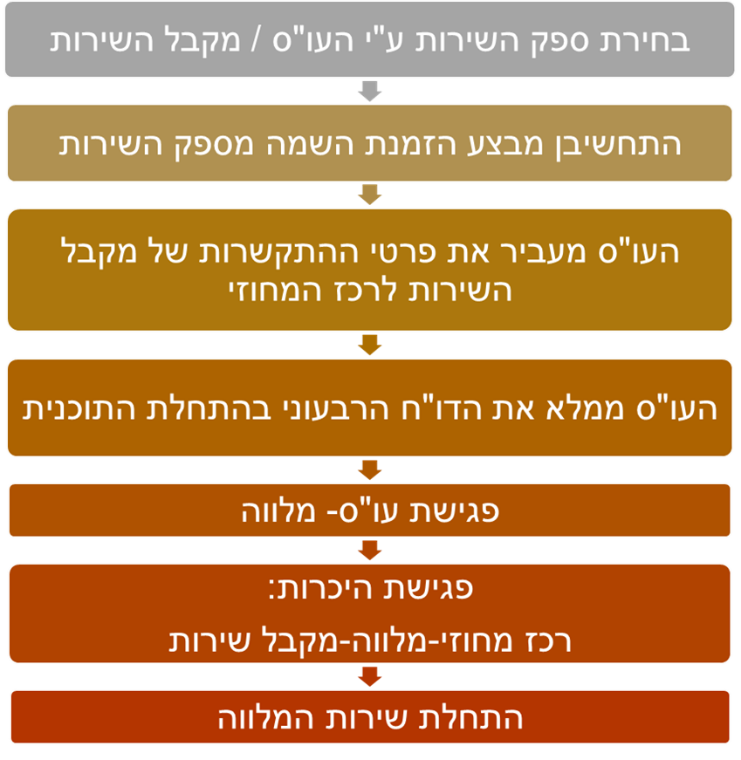 בחירת ספק השירות ע"י העו"ס / מקבל השירות
התחשיבן מבצע הזמנת השמה מספק השירות
העו"ס מעביר את פרטי ההתקשרות של מקבל
השירות לרכז המחוזי
העו"ס ממלא את הדו"ח הרבעוני בהתחלת התוכנית
פגישת עו"ס- מלווה
פגישת היכרות:
רכז מחוזי-מלווה-מקבל שירות
התחלת שירות המלווה